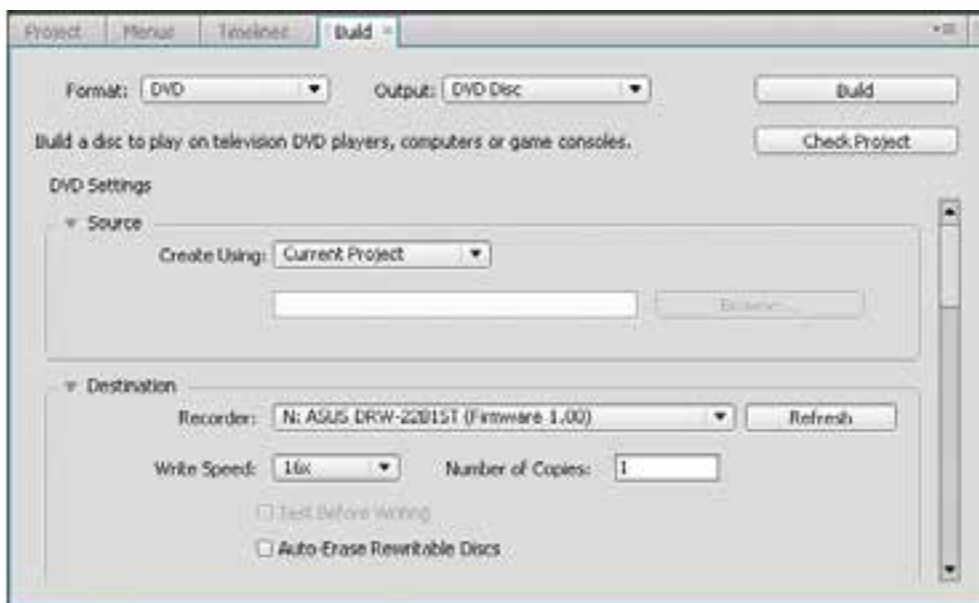 Project Menus Timelines Build
Format: DVD Output: DVD Disc Build
Build a disc to play on television DVD players, computers or game consoles. Check Project
DVD Settings
Source
Create Using: Current Project
Browse...
Destination
Recorder: N: ASUS DRW-22B1ST (Firmware 1.00) Refresh
Write Speed: 16x Number of Copies: 1
Test Before Writing
Auto-Erase Rewritable Discs